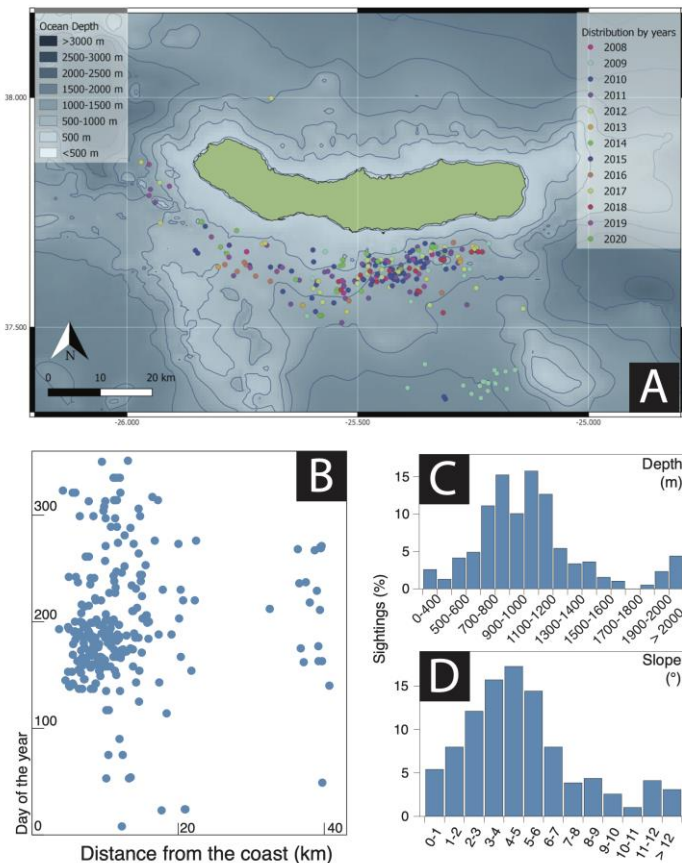 Ocean Depth
>3000 m
2500-3000 m
2000-2500 m
1500-2000 m
1000-1500 m
500-1000 m
500 m
<500 m
Distribution by years
2008
2009
2010
2011
2012
2013
2014
2015
2016
2017
2018
2019
2020
38.000
37.500
N
0 10 20 km
-26.000 -25.500 -25.000
A
B
300
200
100
0
20
40
Day of the year
Distance from the coast (km)
C
Depth
(m)
15
10
5
0
Sightings (%)
0-400
500-600
700-800
900-1000
1100-1200
1300-1400
1500-1600
1700-1800
1900-2000
> 2000
D
Slope
(°)
15
10
5
0
0-1
1-2
2-3
3-4
4-5
5-6
6-7
7-8
8-9
9-10
10-11
11-12
> 12